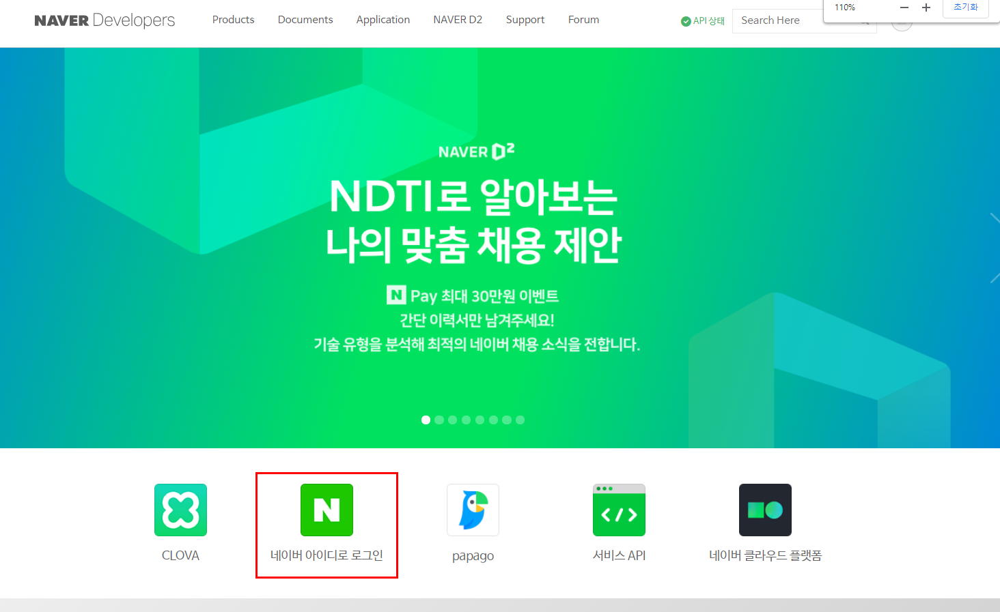 NAVER Developers
Products
Documents
Application
NAVER D2
Support
Forum
API 상태
Search Here
110%
초기화
NAVER D2
NDTI로 알아보는
나의 맞춤 채용 제안
N Pay 최대 30만원 이벤트
간단 이력서만 남겨주세요!
기술 유형을 분석해 최적의 네이버 채용 소식을 전합니다.
N
</>
CLOVA
네이버 아이디로 로그인
papago
서비스 API
네이버 클라우드 플랫폼